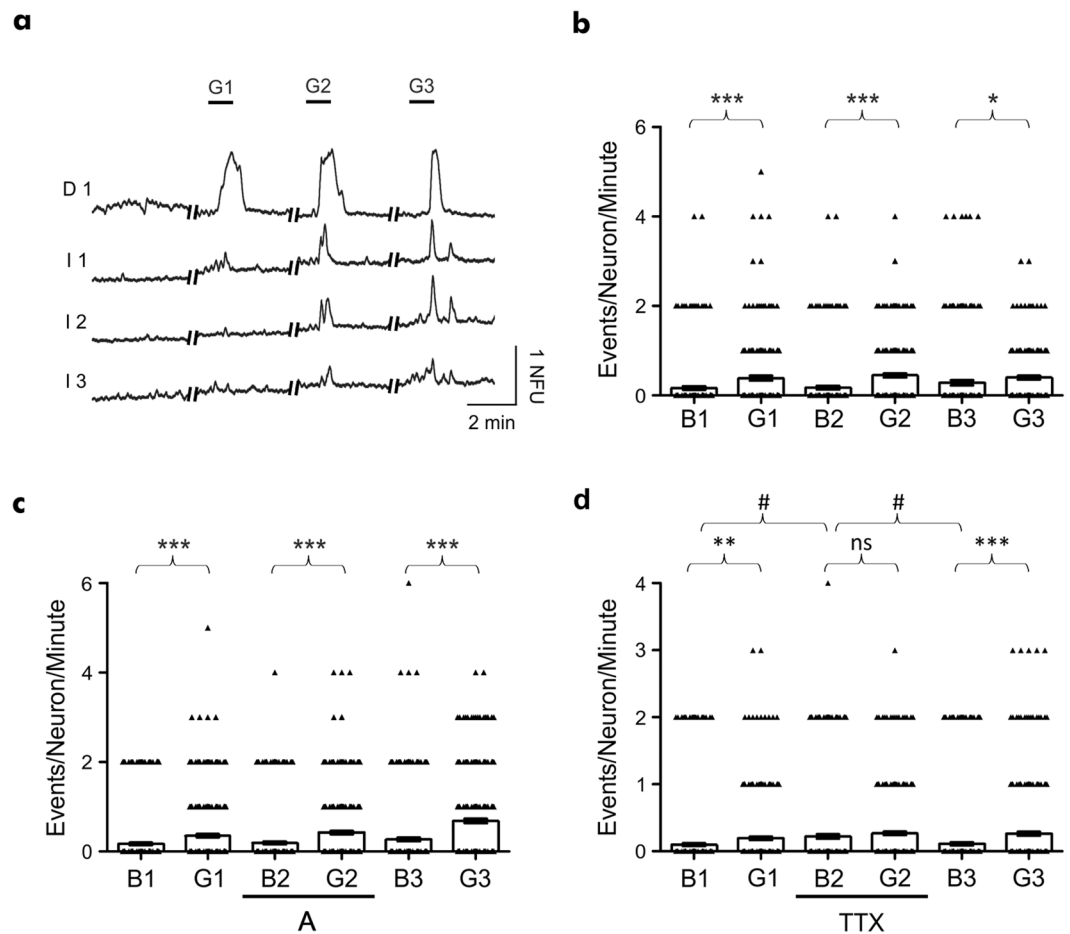 a
G1 G2 G3
D 1
I 1
I 2
I 3
1 NFU
2 min
b
*** *** *
6
4
2
0
Events/Neuron/Minute
B1 G1 B2 G2 B3 G3
c
*** *** ***
6
4
2
0
Events/Neuron/Minute
B1 G1 B2 G2 B3 G3
A
d
# #
** ns ***
4
3
2
1
0
Events/Neuron/Minute
B1 G1 B2 G2 B3 G3
TTX